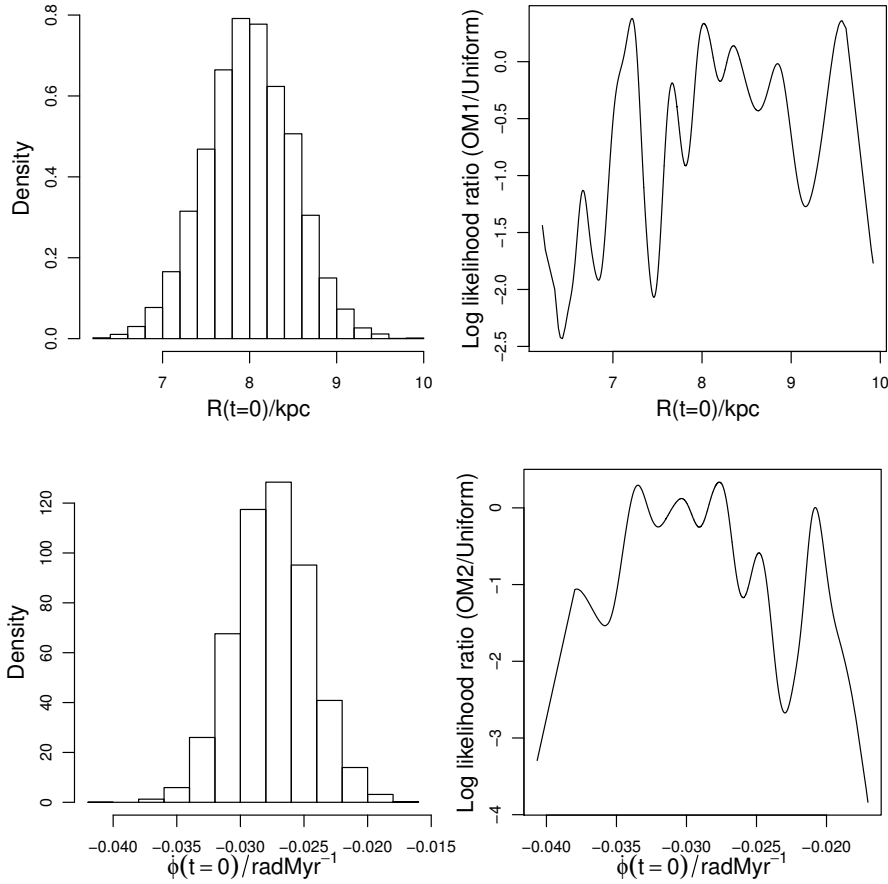 Density
0.0 0.2 0.4 0.6 0.8
7 8 9 10
R(t=0)/kpc
Log likelihood ratio (OM1/Uniform)
−2.5 −2.0 −1.5 −1.0 −0.5 0.0
7 8 9 10
R(t=0)/kpc
Density
0 20 40 60 80 100 120
−0.040 −0.035 −0.030 −0.025 −0.020 −0.015
φ̇(t = 0)/radMyr⁻¹
Log likelihood ratio (OM2/Uniform)
−4 −3 −2 −1 0
−0.040 −0.035 −0.030 −0.025 −0.020
φ̇(t = 0)/radMyr⁻¹